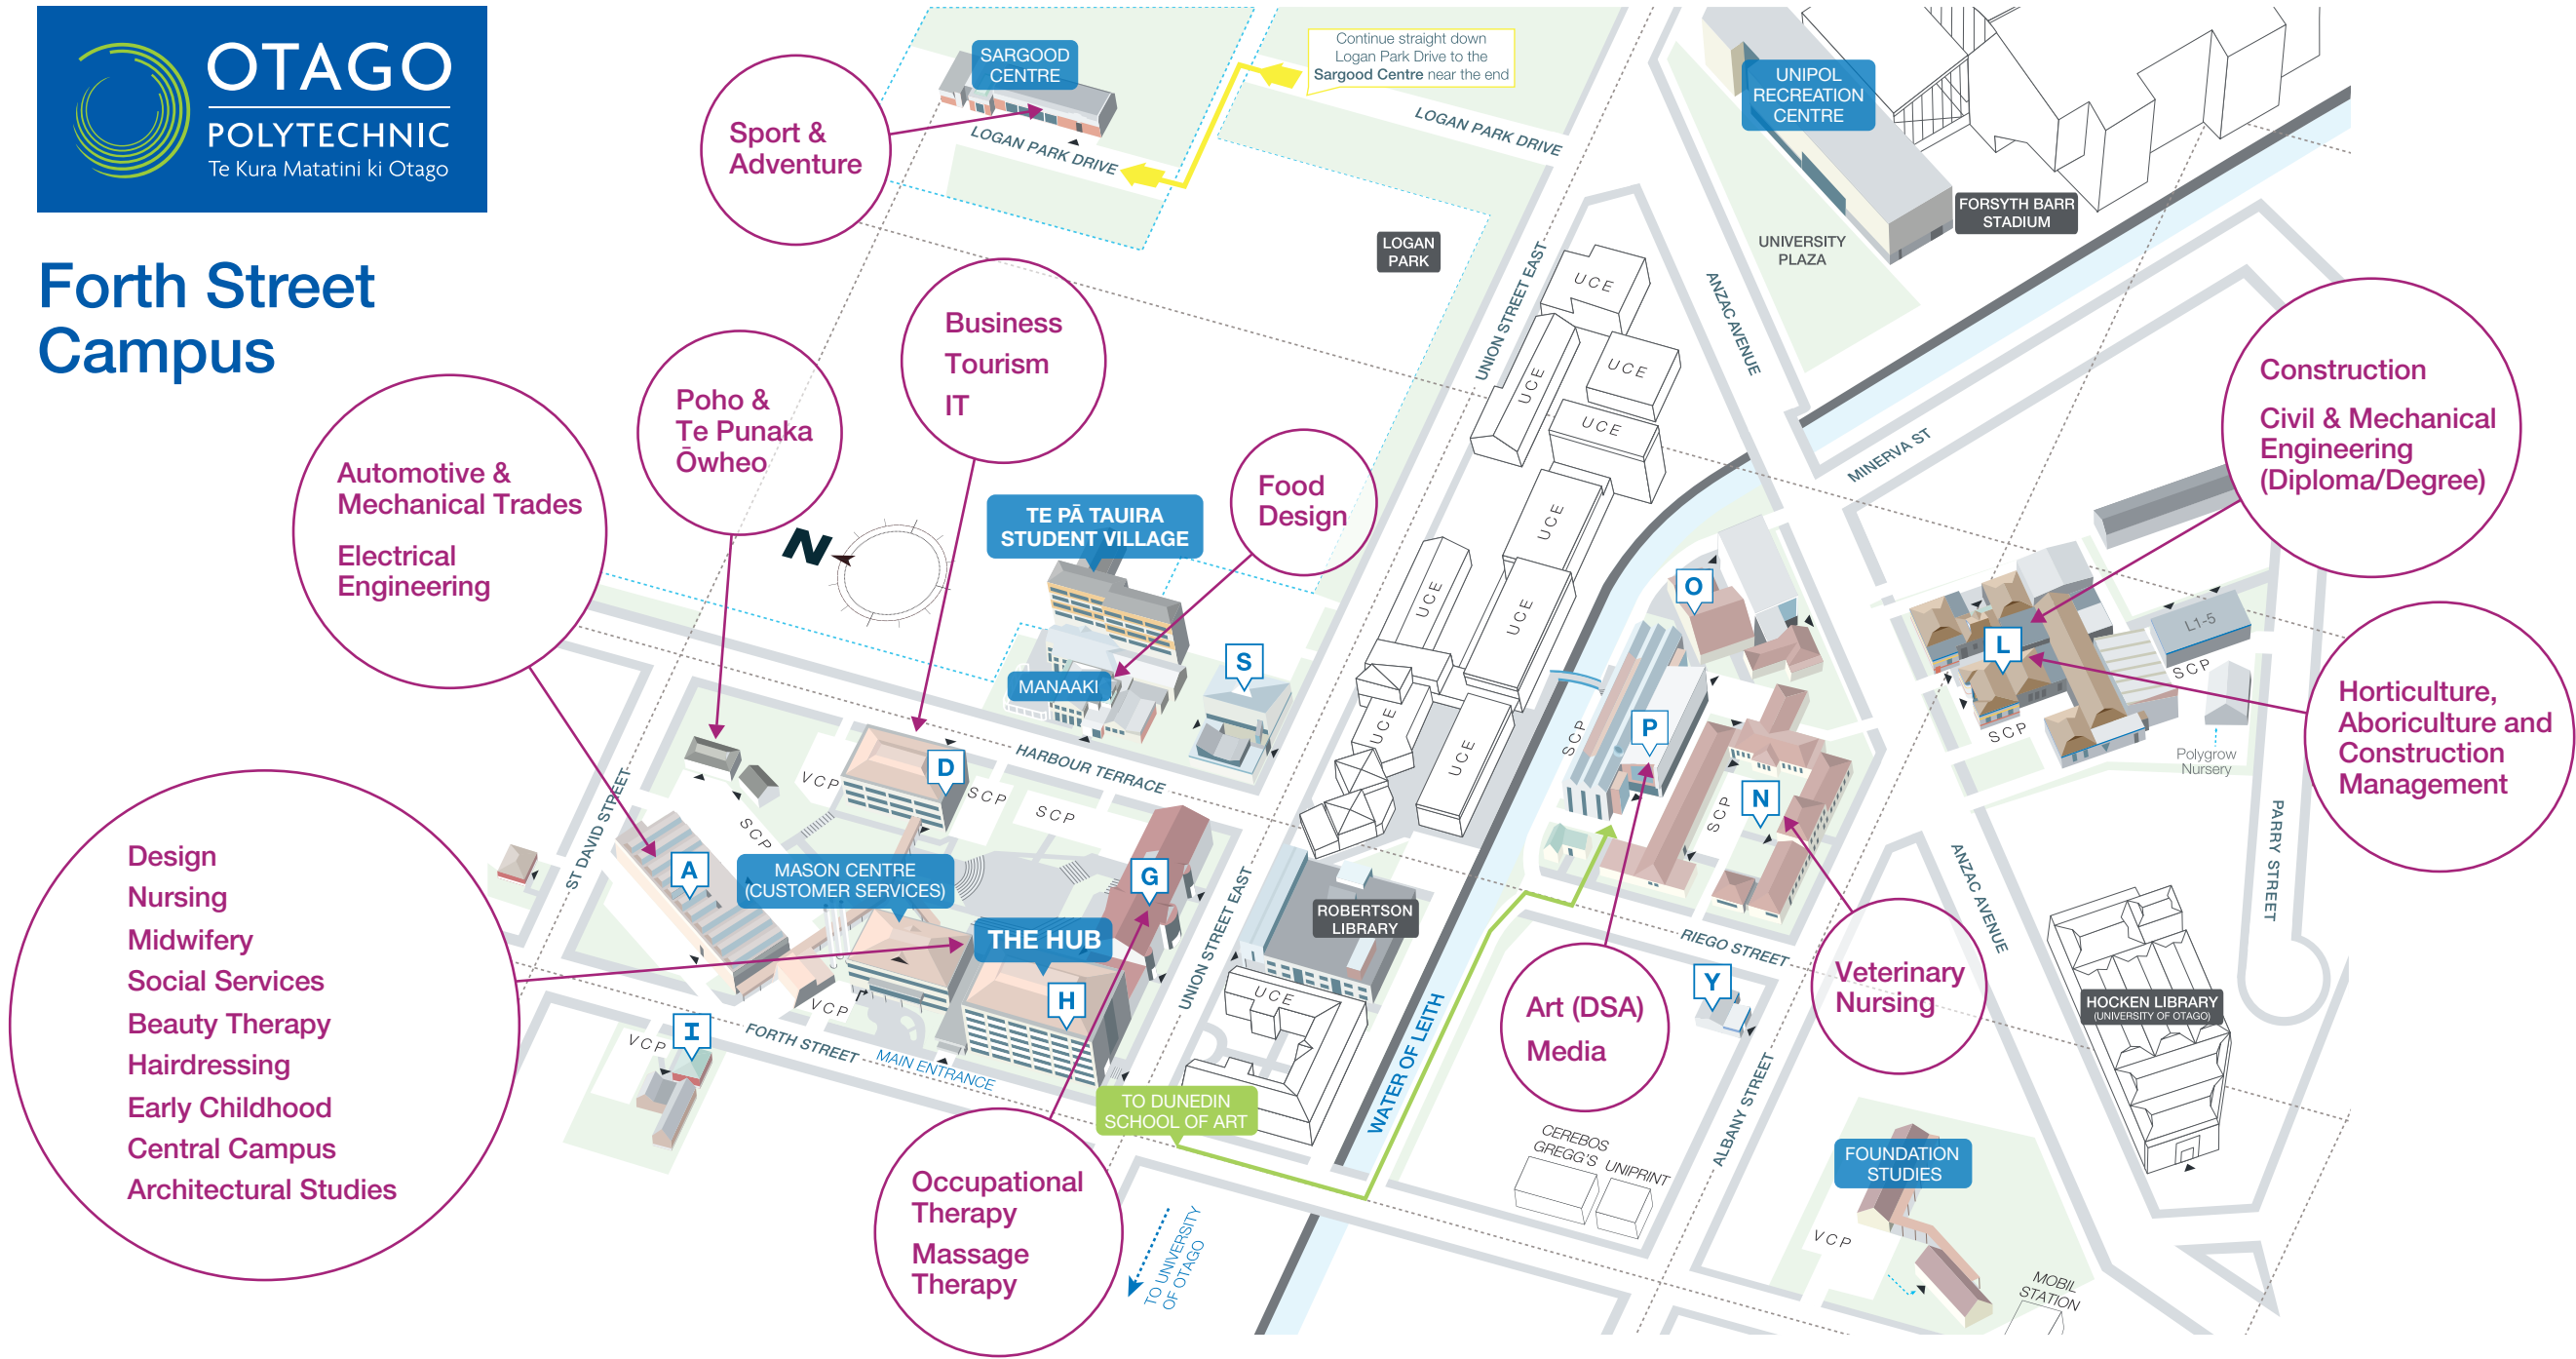 OTAGO
POLYTECHNIC
Te Kura Matatini ki Otago
Forth Street
Campus
SARGOOD
CENTRE
Continue straight down
Logan Park Drive to the
Sargood Centre near the end
UNIPOL
RECREATION
CENTRE
Sport &
Adventure
LOGAN PARK DRIVE
LOGAN PARK DRIVE
FORSYTH BARR
STADIUM
LOGAN
PARK
UNIVERSITY
PLAZA
UNION STREET EAST
ANZAC AVENUE
UCE
UCE
UCE
UCE
Business
Tourism
IT
Poho &
Te Punaka
Ōwheo
Automotive &
Mechanical Trades
Electrical
Engineering
Food
Design
Construction
Civil & Mechanical
Engineering
(Diploma/Degree)
MINERVA ST
N
TE PĀ TAUIRA
STUDENT VILLAGE
UCE
UCE
UCE
O
L1-5
L
SCP
SCP
S
MANAAKI
Horticulture,
Aboriculture and
Construction
Management
Polygrow
Nursery
UCE
UCE
SCP
P
N
SCP
HARBOUR TERRACE
D
VCP
SCP
SCP
SCP
ST DAVID STREET
A
MASON CENTRE
(CUSTOMER SERVICES)
G
THE HUB
H
Design
Nursing
Midwifery
Social Services
Beauty Therapy
Hairdressing
Early Childhood
Central Campus
Architectural Studies
UNION STREET EAST
ROBERTSON
LIBRARY
UCE
PARRY STREET
ANZAC AVENUE
RIEGO STREET
Y
Art (DSA)
Media
Veterinary
Nursing
HOCKEN LIBRARY
(UNIVERSITY OF OTAGO)
VCP
I
VCP
FORTH STREET
MAIN ENTRANCE
TO DUNEDIN
SCHOOL OF ART
WATER OF LEITH
ALBANY STREET
CEREBOS
GREGG'S
UNIPRINT
FOUNDATION
STUDIES
VCP
MOBIL
STATION
Occupational
Therapy
Massage
Therapy
TO UNIVERSITY
OF OTAGO